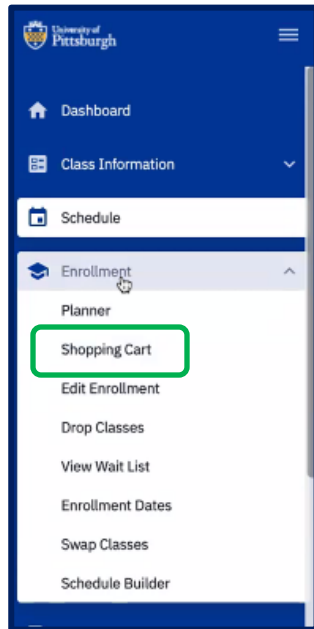 University of
Pittsburgh
Dashboard
Class Information
Schedule
Enrollment
Planner
Shopping Cart
Edit Enrollment
Drop Classes
View Wait List
Enrollment Dates
Swap Classes
Schedule Builder